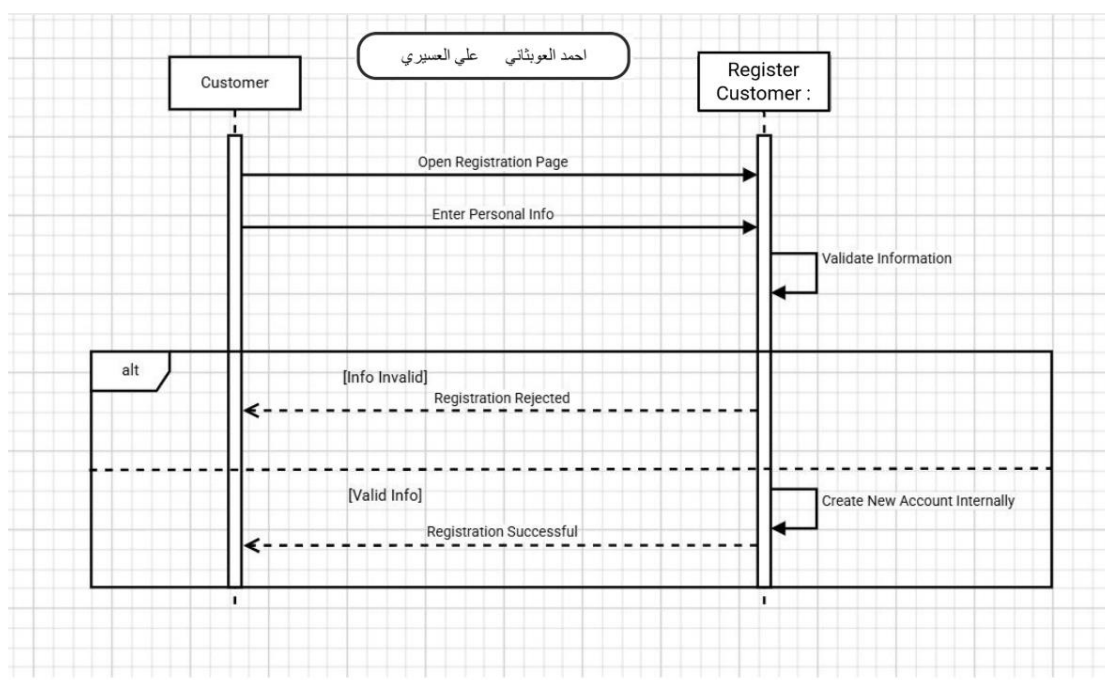 احمد العوبثاني علي العسيري
Customer
Register
Customer :
Open Registration Page
Enter Personal Info
Validate Information
alt
[Info Invalid]
Registration Rejected
[Valid Info]
Create New Account Internally
Registration Successful